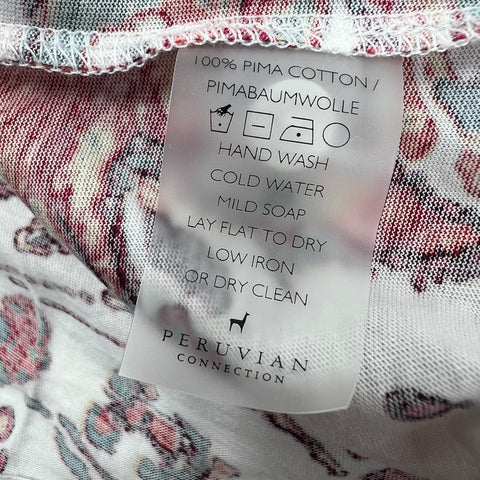 100% PIMA COTTON /
PIMABAUMWOLLE
HAND WASH
COLD WATER
MILD SOAP
LAY FLAT TO DRY
LOW IRON
OR DRY CLEAN
PERUVIAN
CONNECTION